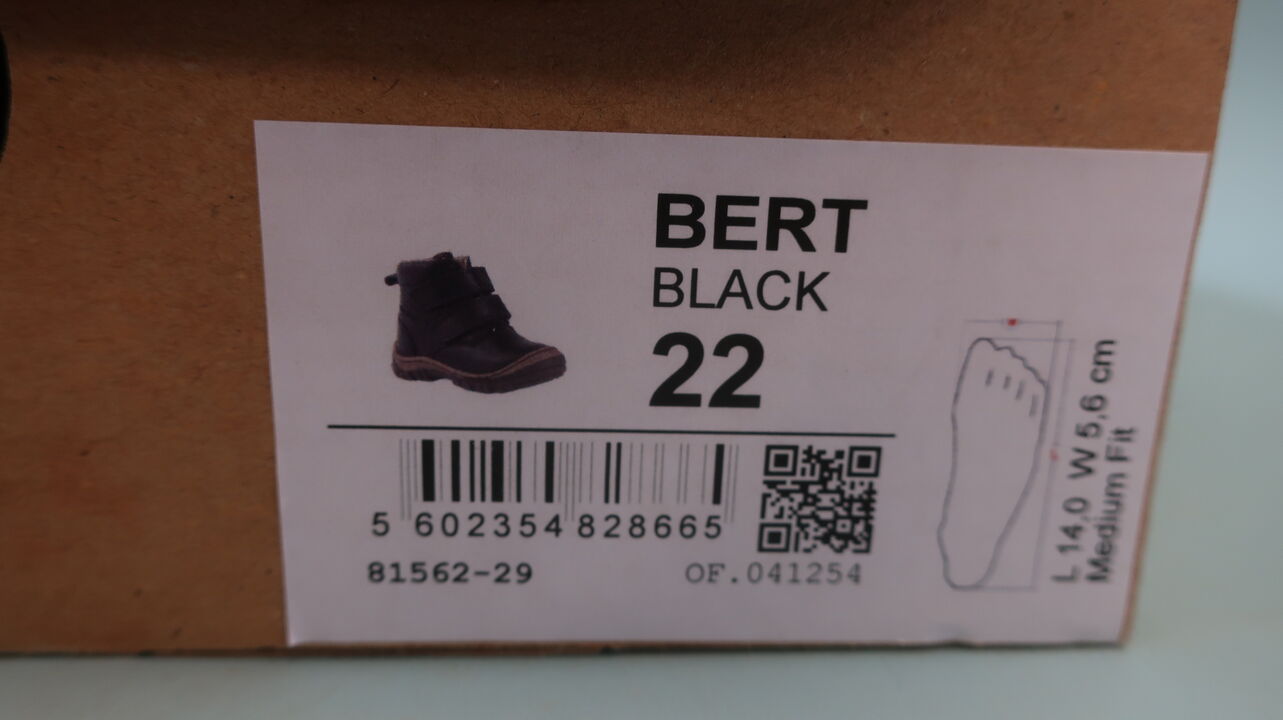 BERT
BLACK
22
5 602354 828665
81562-29
OF.041254
L 14,0 W 5,6 cm
Medium Fit